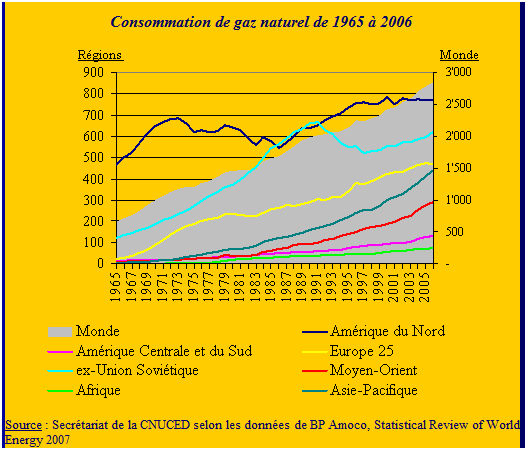 Consommation de gaz naturel de 1965 à 2006
Régions
Monde
900
800
700
600
500
400
300
200
100
0
3'000
2'500
2'000
1'500
1'000
500
-
1965
1967
1969
1971
1973
1975
1977
1979
1981
1983
1985
1987
1989
1991
1993
1995
1997
1999
2001
2003
2005
Monde
Amérique du Nord
Amérique Centrale et du Sud
Europe 25
ex-Union Soviétique
Moyen-Orient
Afrique
Asie-Pacifique
Source : Secrétariat de la CNUCED selon les données de BP Amoco, Statistical Review of World
Energy 2007